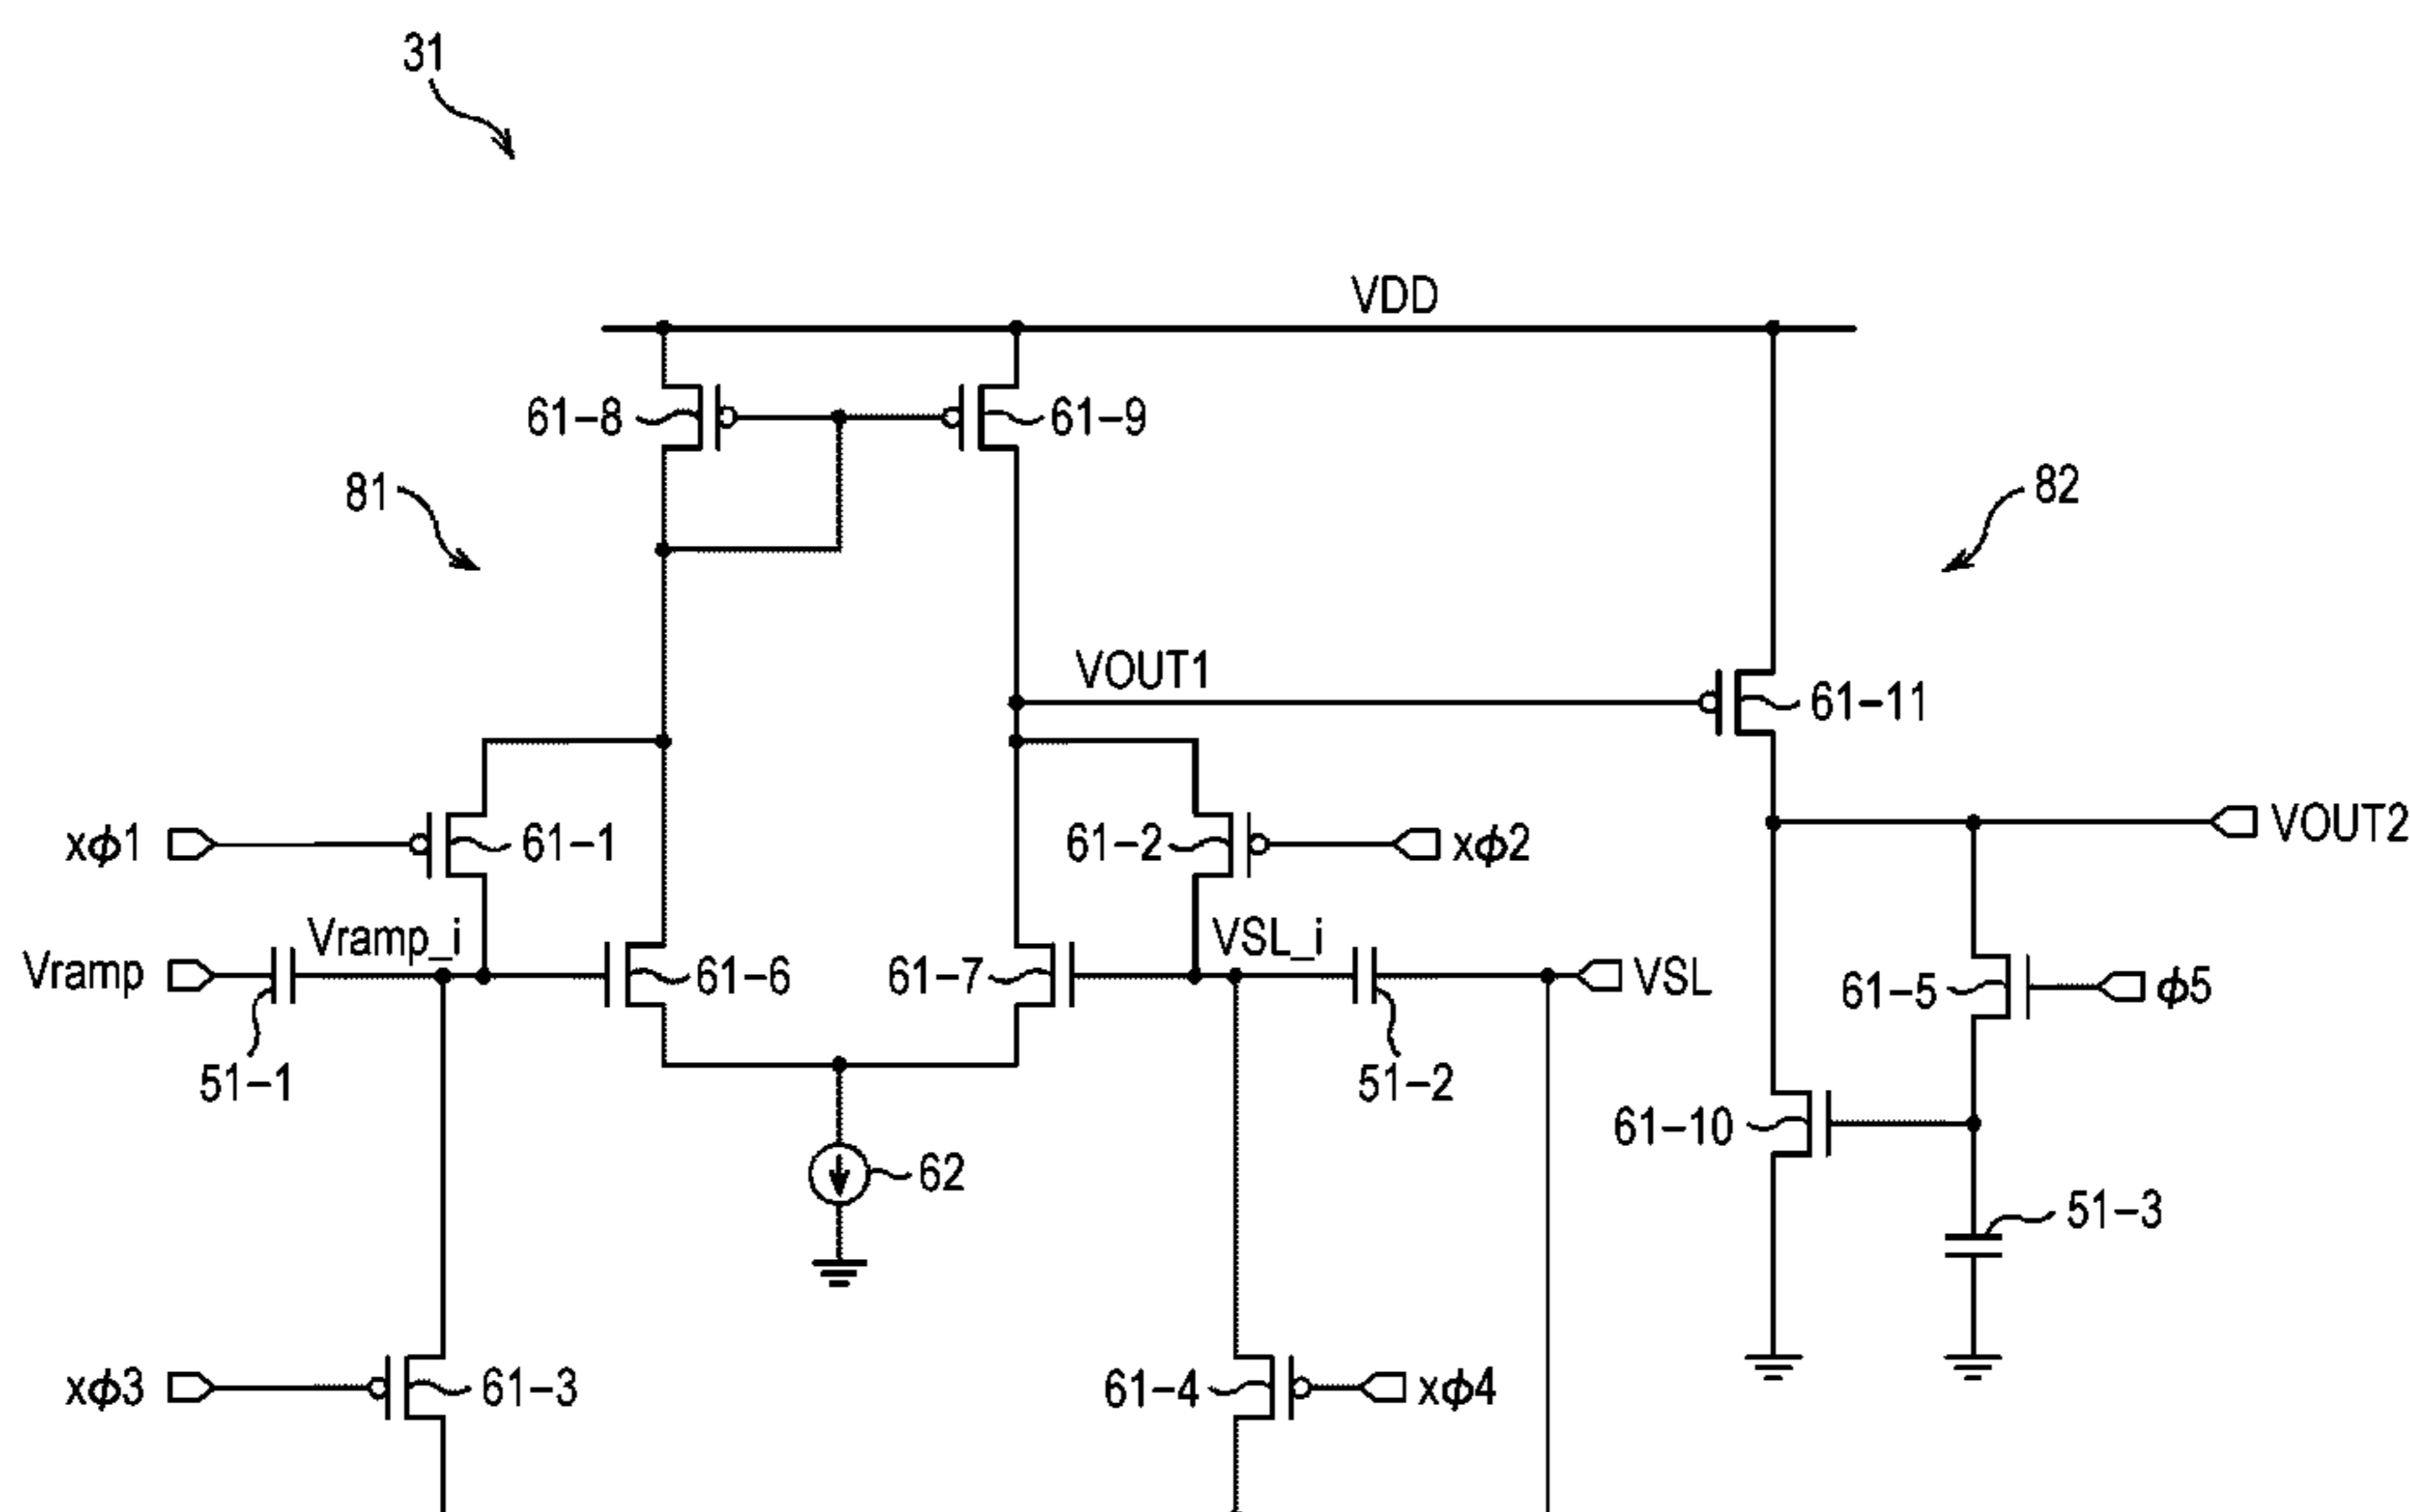 31
VDD
61-8
61-9
81
82
VOUT1
61-11
xϕ1
61-1
61-2
xϕ2
VOUT2
Vramp
Vramp_i
61-6
61-7
VSL_i
VSL
61-5
ϕ5
51-1
51-2
61-10
62
51-3
xϕ3
61-3
61-4
xϕ4